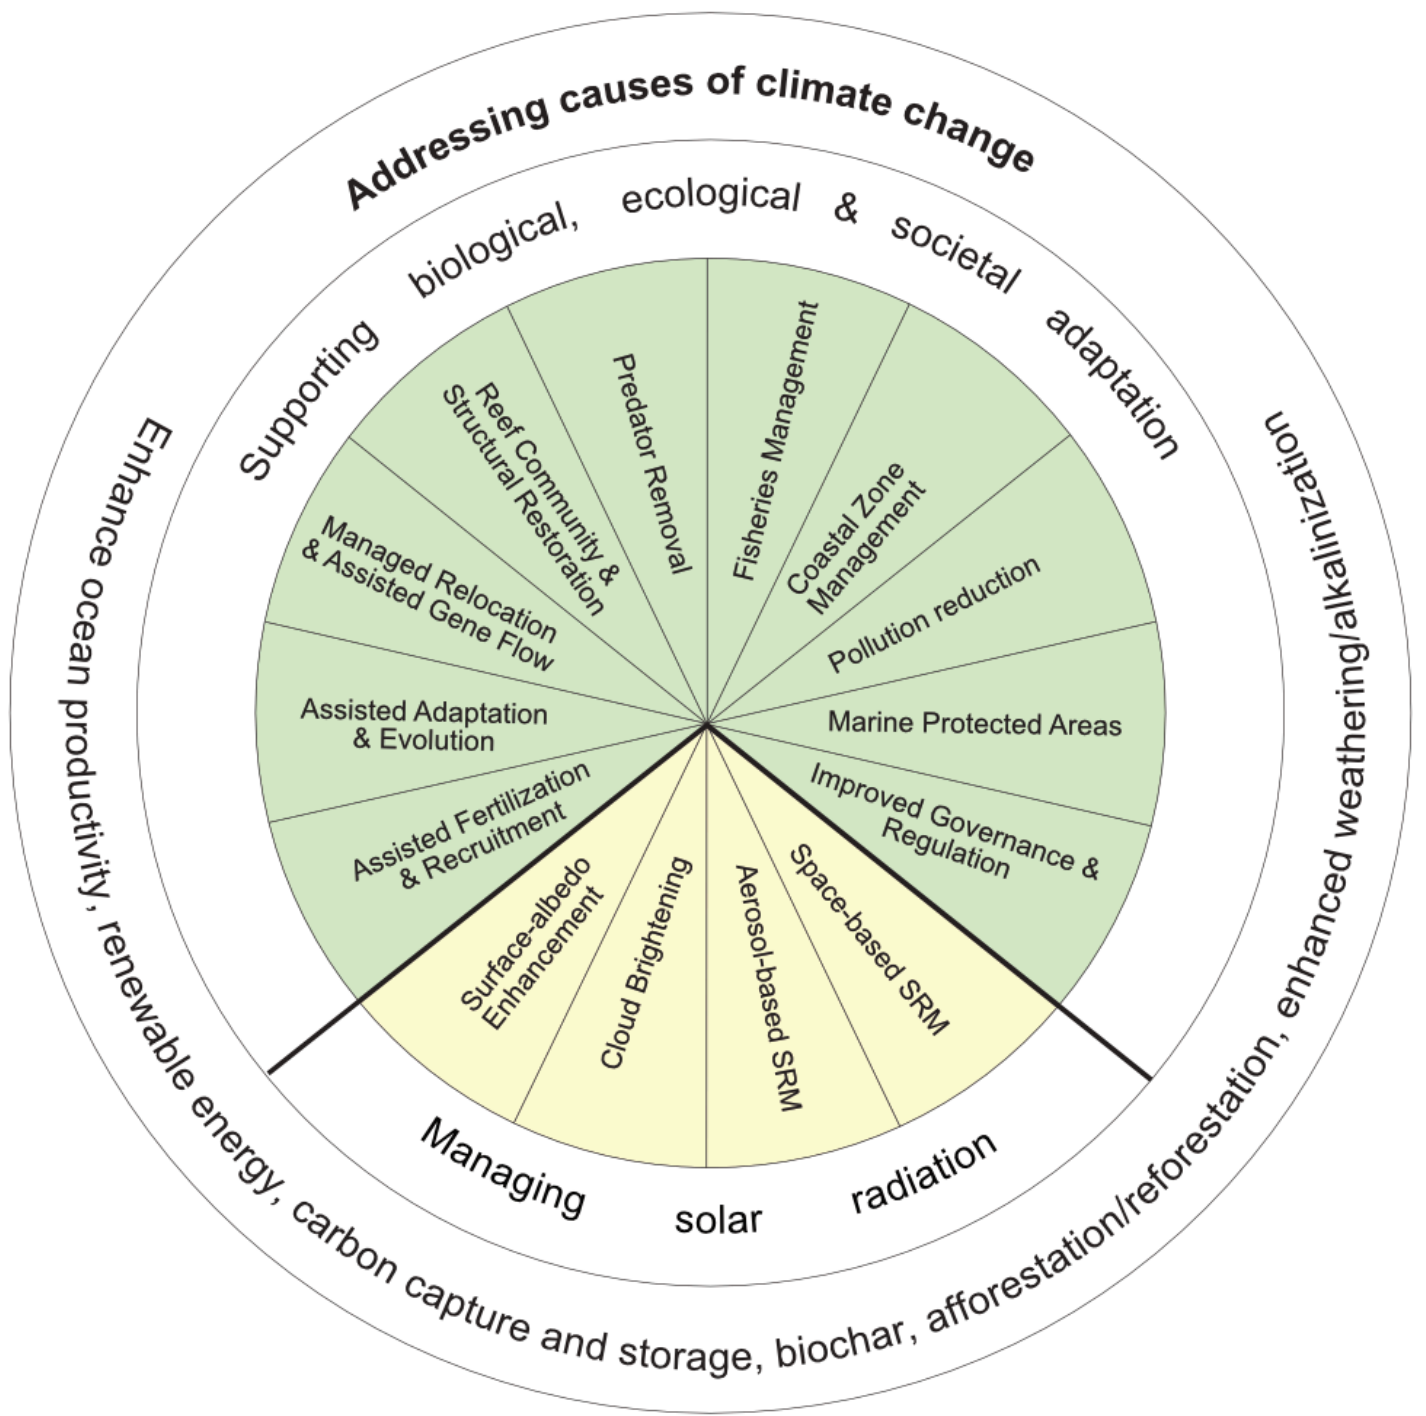 Addressing causes of climate change
Supporting biological, ecological & societal adaptation
Fisheries Management
Coastal Zone
Management
Pollution reduction
Marine Protected Areas
Improved Governance &
Regulation
Space-based SRM
Aerosol-based SRM
Cloud Brightening
Surface-albedo
Enhancement
Assisted Fertilization
& Recruitment
Assisted Adaptation
& Evolution
Managed Relocation
& Assisted Gene Flow
Reef Community &
Structural Restoration
Predator Removal
Managing solar radiation
Enhance ocean productivity, renewable energy, carbon capture and storage, biochar, afforestation/reforestation, enhanced weathering/alkalinization